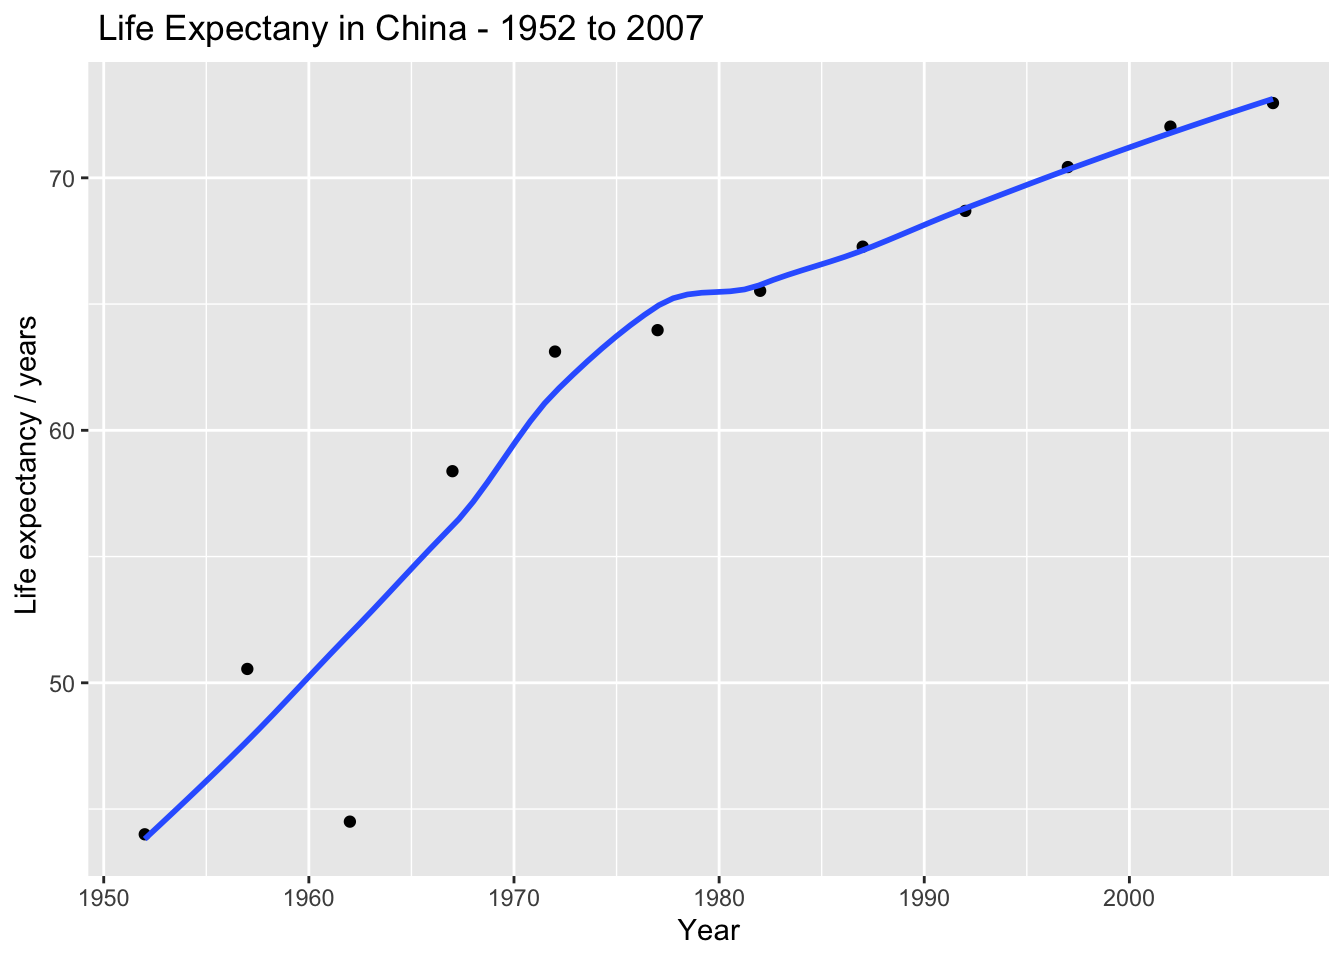 Life Expectany in China - 1952 to 2007
70
60
50
Life expectancy / years
1950 1960 1970 1980 1990 2000
Year